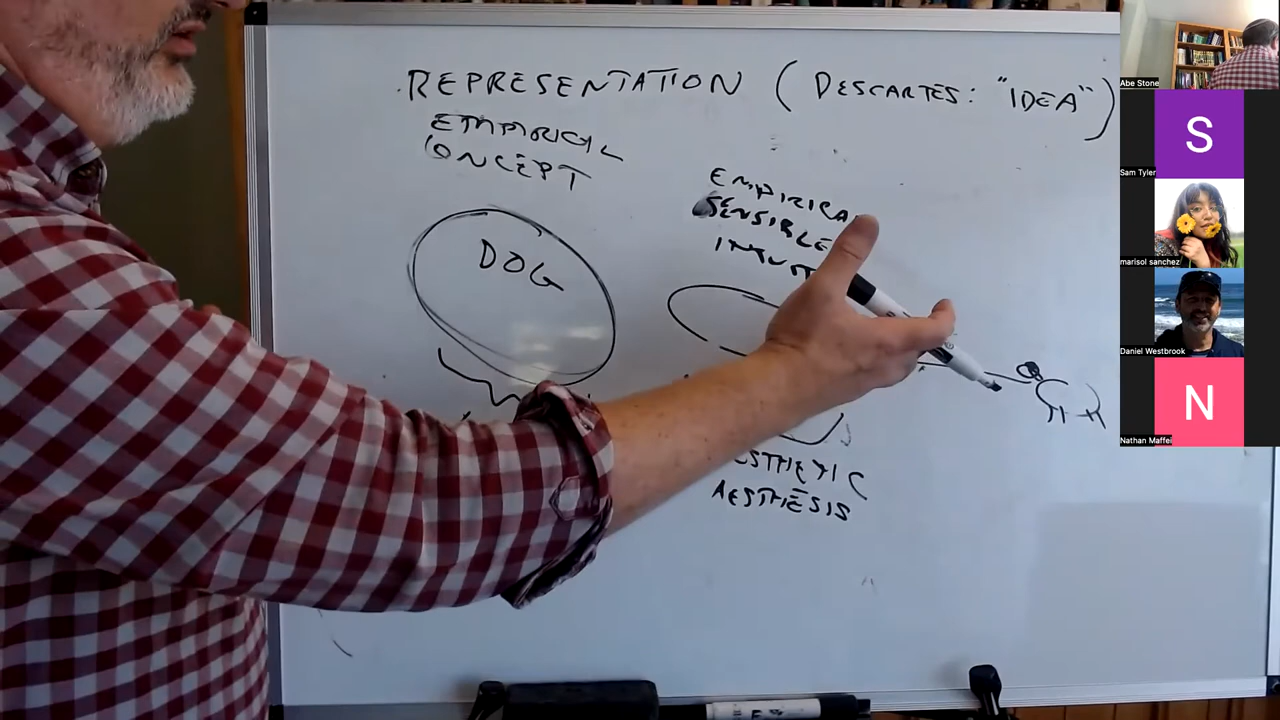 REPRESENTATION (DESCARTES: "IDEA")
EMPIRICAL
CONCEPT
EMPIRICAL
SENSIBLE
DOG
AESTHESIS
Abe Stone
S
Sam Tyler
marisol sanchez
Daniel Westbrook
N
Nathan Maffei